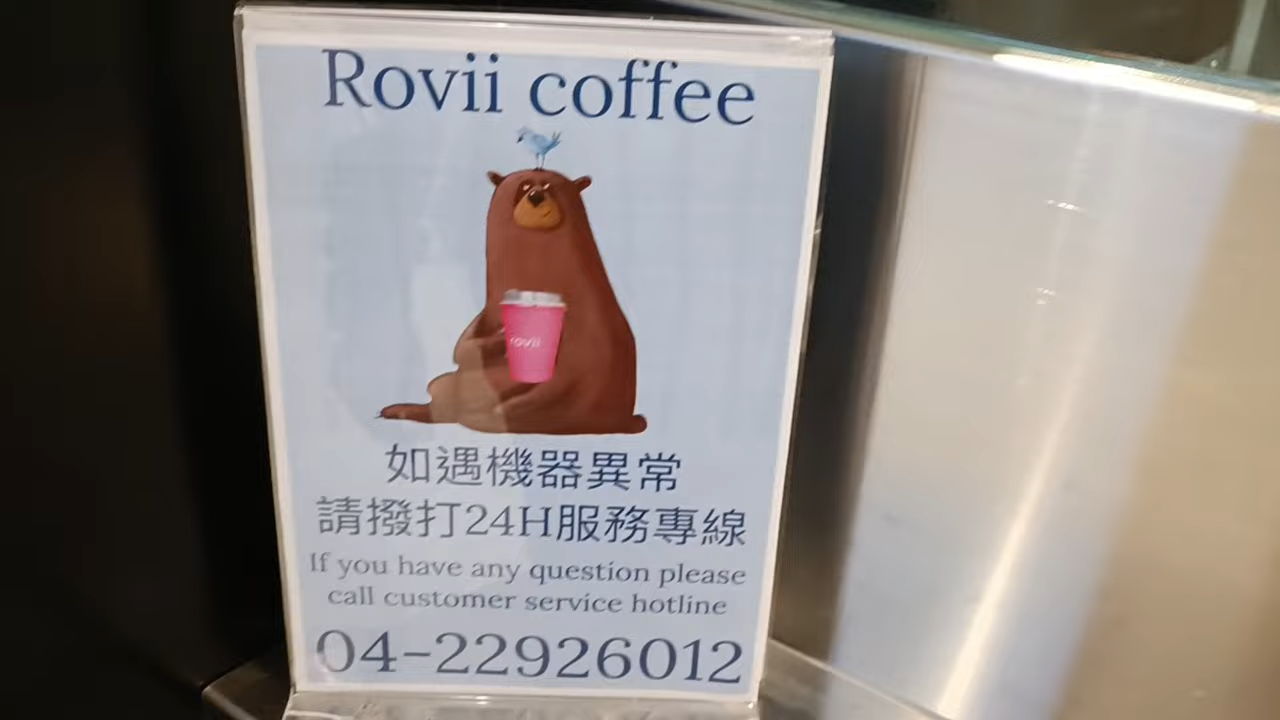 Rovii coffee
rovii
如遇機器異常
請撥打24H服務專線
If you have any question please
call customer service hotline
04-22926012